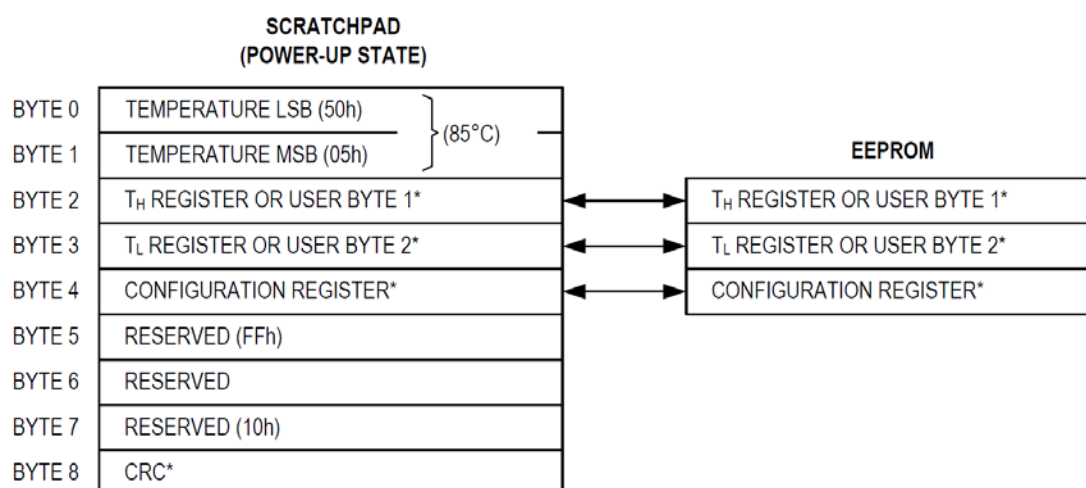 SCRATCHPAD
(POWER-UP STATE)
BYTE 0 TEMPERATURE LSB (50h)
(85°C)
BYTE 1 TEMPERATURE MSB (05h)
EEPROM
BYTE 2 TH REGISTER OR USER BYTE 1* TH REGISTER OR USER BYTE 1*
BYTE 3 TL REGISTER OR USER BYTE 2* TL REGISTER OR USER BYTE 2*
BYTE 4 CONFIGURATION REGISTER* CONFIGURATION REGISTER*
BYTE 5 RESERVED (FFh)
BYTE 6 RESERVED
BYTE 7 RESERVED (10h)
BYTE 8 CRC*